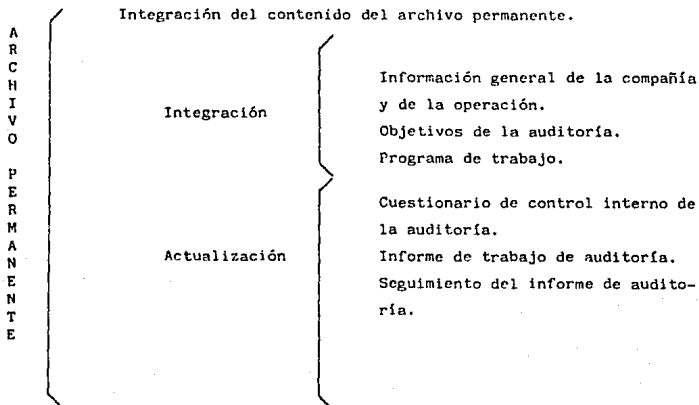 Integración del contenido del archivo permanente.
ARCHIVO PERMANENTE
Integración
Información general de la compañía
y de la operación.
Objetivos de la auditoría.
Programa de trabajo.
Actualización
Cuestionario de control interno de
la auditoría.
Informe de trabajo de auditoría.
Seguimiento del informe de audito-
ría.